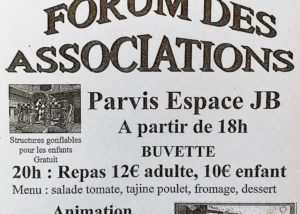 FORUM DES
ASSOCIATIONS
Parvis Espace JB
A partir de 18h
Structures gonflables
pour les enfants
Gratuit
BUVETTE
20h : Repas 12€ adulte, 10€ enfant
Menu : salade tomate, tajine poulet, fromage, dessert
Animation